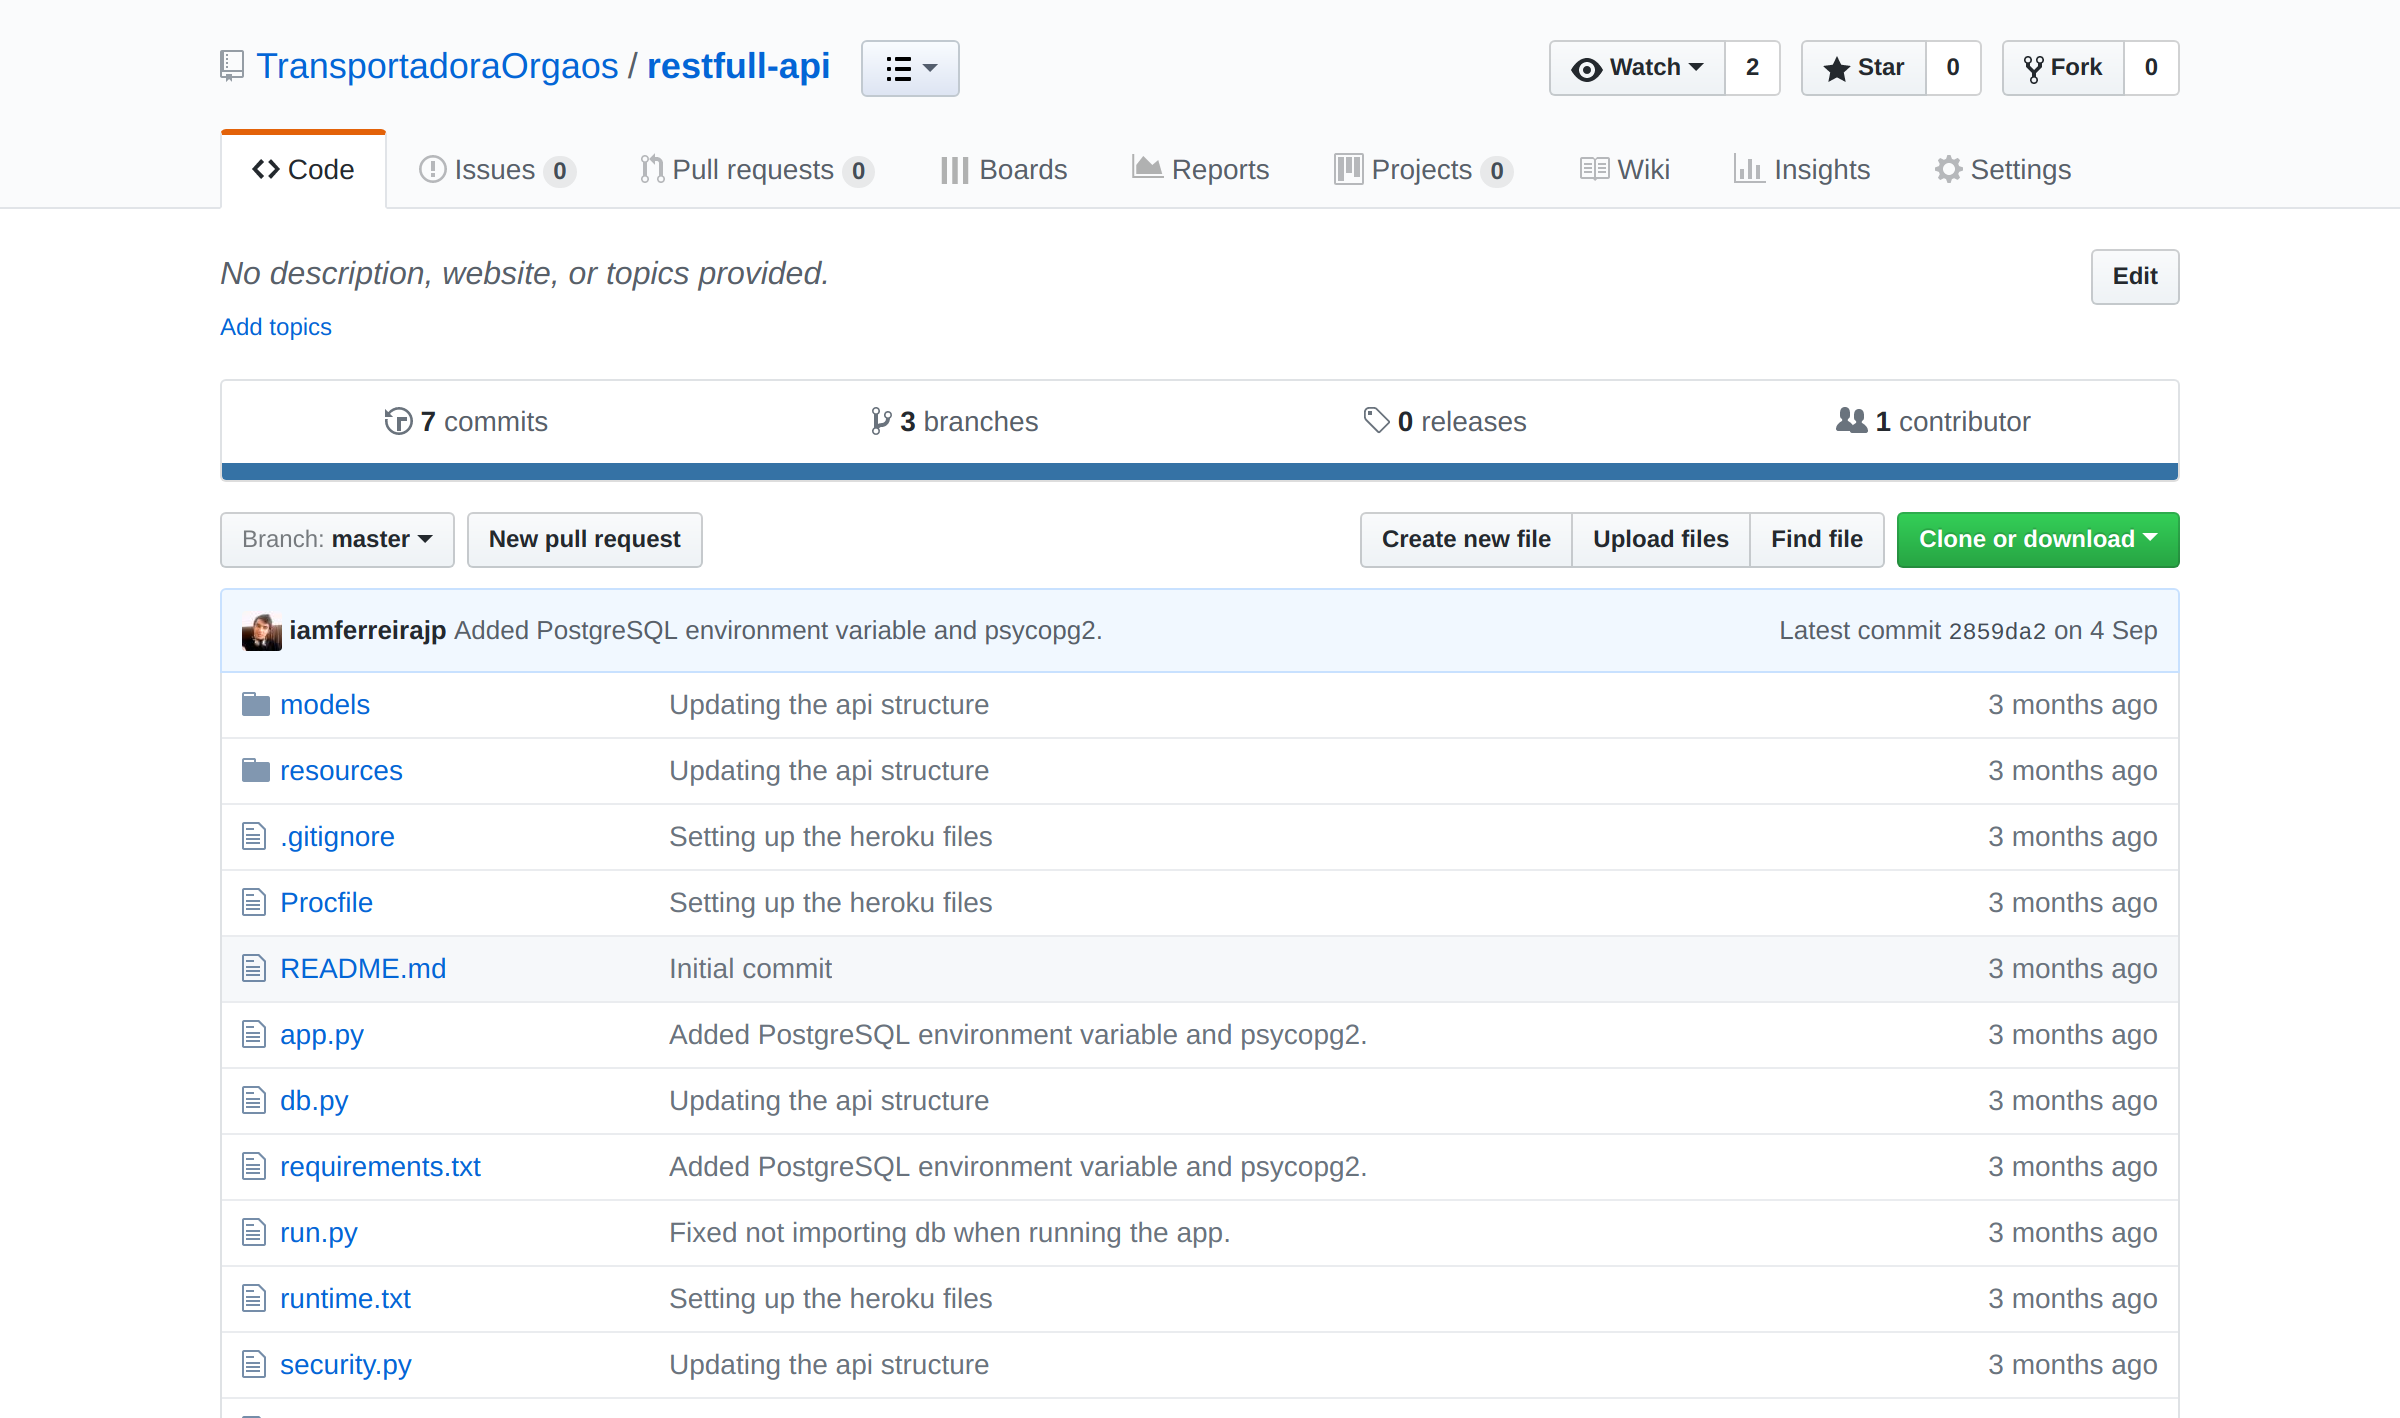 TransportadoraOrgaos / restfull-api
Watch 2 Star 0 Fork 0
Code Issues 0 Pull requests 0 Boards Reports Projects 0 Wiki Insights Settings
No description, website, or topics provided.
Edit
Add topics
7 commits 3 branches 0 releases 1 contributor
Branch: master New pull request Create new file Upload files Find file Clone or download
iamferreirajp Added PostgreSQL environment variable and psycopg2. Latest commit 2859da2 on 4 Sep
models Updating the api structure 3 months ago
resources Updating the api structure 3 months ago
.gitignore Setting up the heroku files 3 months ago
Procfile Setting up the heroku files 3 months ago
README.md Initial commit 3 months ago
app.py Added PostgreSQL environment variable and psycopg2. 3 months ago
db.py Updating the api structure 3 months ago
requirements.txt Added PostgreSQL environment variable and psycopg2. 3 months ago
run.py Fixed not importing db when running the app. 3 months ago
runtime.txt Setting up the heroku files 3 months ago
security.py Updating the api structure 3 months ago